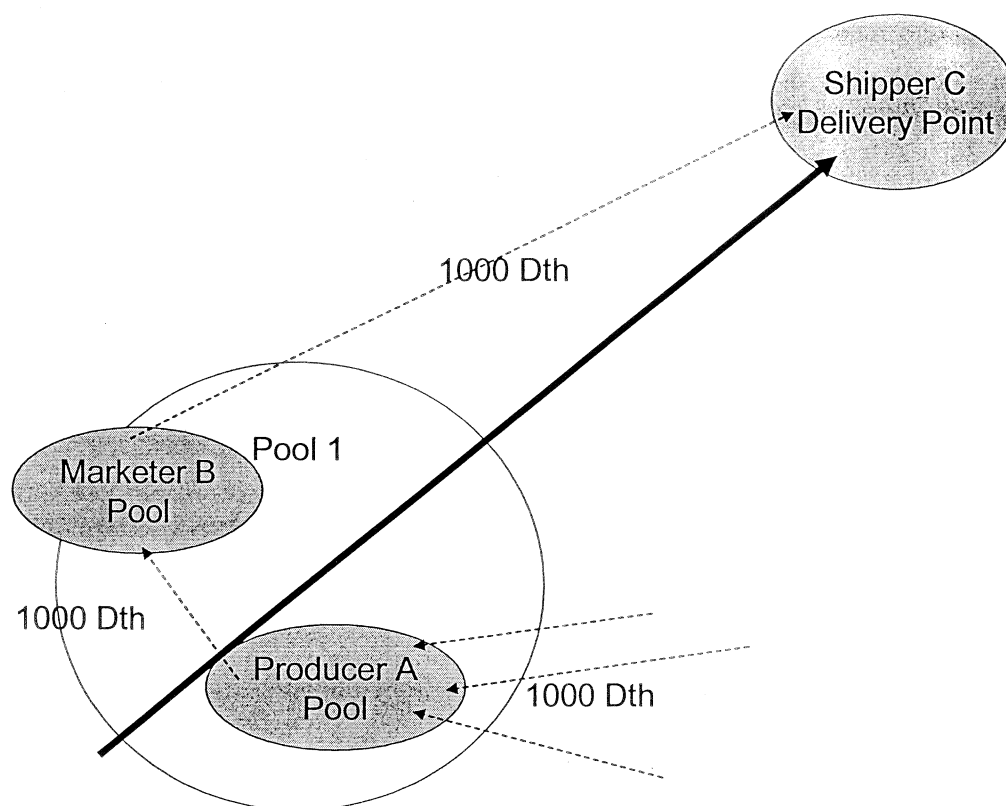 Shipper C
Delivery Point
1000 Dth
Pool 1
Marketer B
Pool
1000 Dth
Producer A
Pool
1000 Dth